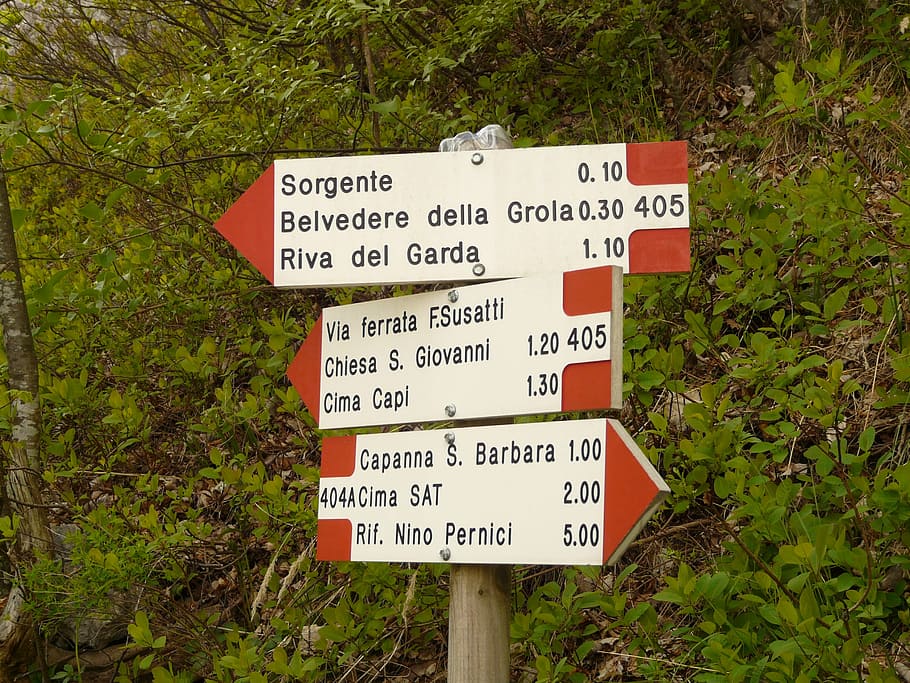 Sorgente 0.10
Belvedere della Grola 0.30 405
Riva del Garda 1.10
Via ferrata F.Susatti
Chiesa S. Giovanni 1.20 405
Cima Capi 1.30
Capanna S. Barbara 1.00
404A Cima SAT 2.00
Rif. Nino Pernici 5.00